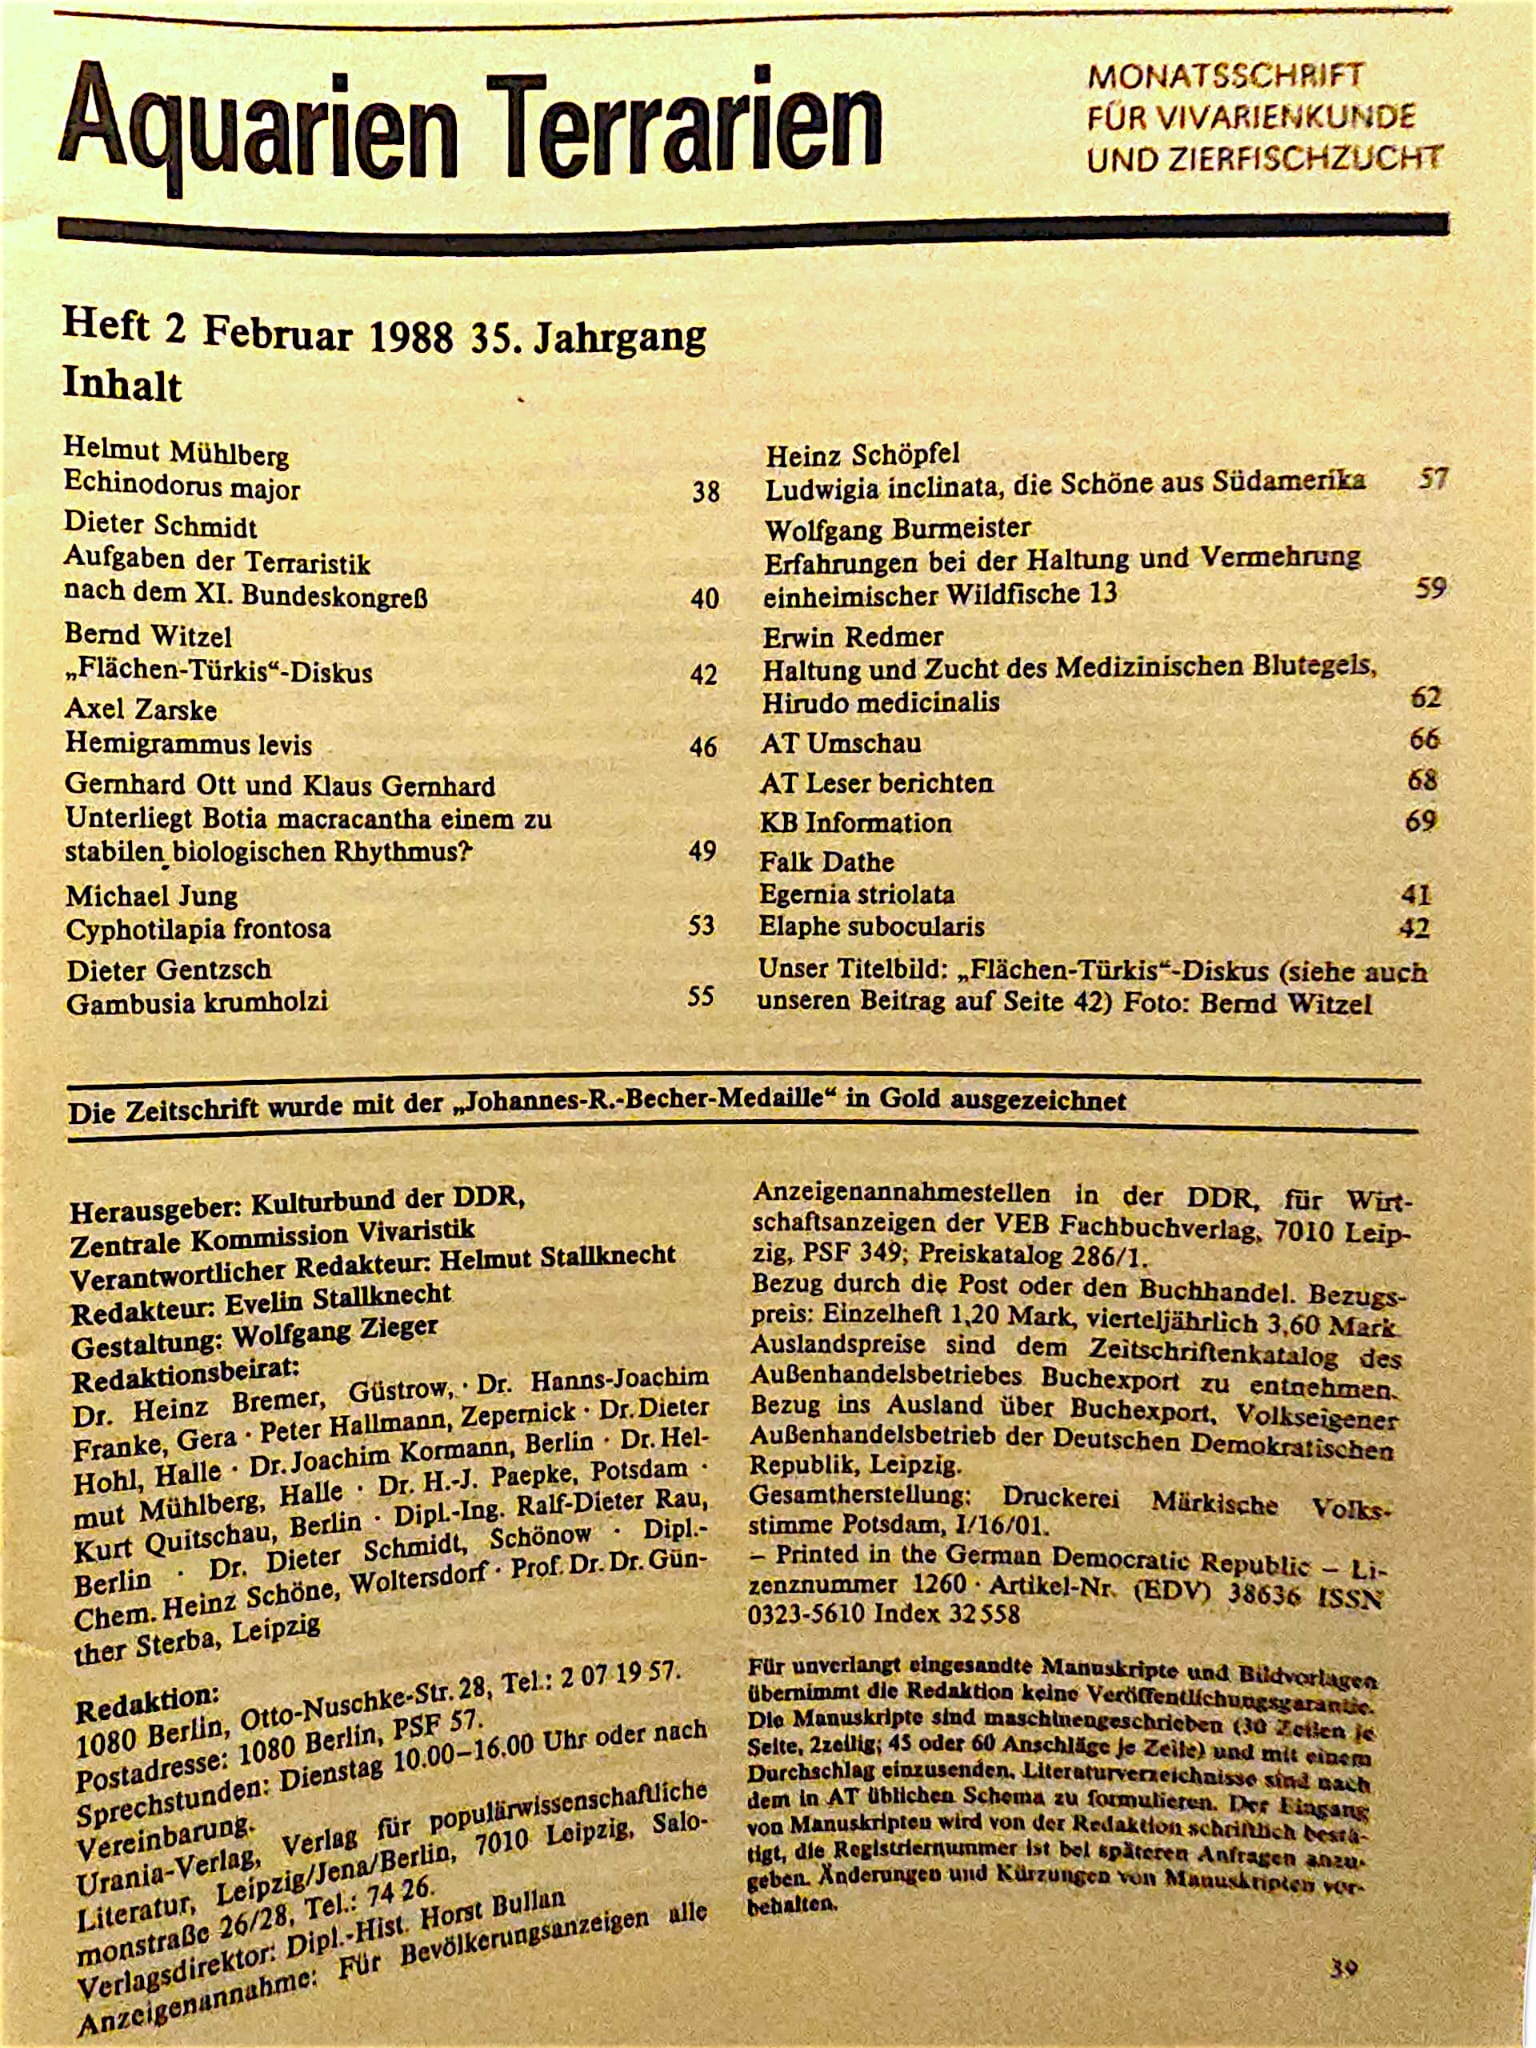 Aquarien Terrarien
MONATSSCHRIFT
FÜR VIVARIENKUNDE
UND ZIERFISCHZUCHT
Heft 2 Februar 1988 35. Jahrgang
Inhalt
Helmut Mühlberg
Echinodorus major 38
Dieter Schmidt
Aufgaben der Terraristik
nach dem XI. Bundeskongreß 40
Bernd Witzel
„Flächen-Türkis“-Diskus 42
Axel Zarske
Hemigrammus levis 46
Gernhard Ott und Klaus Gernhard
Unterliegt Botia macracantha einem zu
stabilen biologischen Rhythmus? 49
Michael Jung
Cyphotilapia frontosa 53
Dieter Gentzsch
Gambusia krumholzi 55
Heinz Schöpfel
Ludwigia inclinata, die Schöne aus Südamerika 57
Wolfgang Burmeister
Erfahrungen bei der Haltung und Vermehrung
einheimischer Wildfische 13 59
Erwin Redmer
Haltung und Zucht des Medizinischen Blutegels,
Hirudo medicinalis 62
AT Umschau 66
AT Leser berichten 68
KB Information 69
Falk Dathe
Egernia striolata 41
Elaphe subocularis 42
Unser Titelbild: „Flächen-Türkis“-Diskus (siehe auch
unseren Beitrag auf Seite 42) Foto: Bernd Witzel
Die Zeitschrift wurde mit der „Johannes-R.-Becher-Medaille“ in Gold ausgezeichnet
Herausgeber: Kulturbund der DDR,
Zentrale Kommission Vivaristik
Verantwortlicher Redakteur: Helmut Stallknecht
Redakteur: Evelin Stallknecht
Gestaltung: Wolfgang Zieger
Redaktionsbeirat:
Dr. Heinz Bremer, Güstrow, · Dr. Hanns-Joachim
Franke, Gera · Peter Hallmann, Zepernick · Dr. Dieter
Hohl, Halle · Dr. Joachim Kormann, Berlin · Dr. Hel-
mut Mühlberg, Halle · Dr. H.-J. Paepke, Potsdam ·
Kurt Quitschau, Berlin · Dipl.-Ing. Ralf-Dieter Rau,
Berlin · Dr. Dieter Schmidt, Schönow · Dipl.-
Chem. Heinz Schöne, Woltersdorf · Prof. Dr. Dr. Gün-
ther Sterba, Leipzig
Redaktion:
1080 Berlin, Otto-Nuschke-Str. 28, Tel.: 2 07 19 57.
Postadresse: 1080 Berlin, PSF 57.
Sprechstunden: Dienstag 10.00–16.00 Uhr oder nach
Vereinbarung.
Urania-Verlag, Verlag für populärwissenschaftliche
Literatur, Leipzig/Jena/Berlin, 7010 Leipzig, Salo-
monstraße 26/28, Tel.: 74 26.
Verlagsdirektor: Dipl.-Hist. Horst Bullan
Anzeigenannahme: Für Bevölkerungsanzeigen alle
Anzeigenannahmestellen in der DDR, für Wirt-
schaftsanzeigen der VEB Fachbuchverlag, 7010 Leip-
zig, PSF 349; Preiskatalog 286/1.
Bezug durch die Post oder den Buchhandel. Bezugs-
preis: Einzelheft 1,20 Mark, vierteljährlich 3,60 Mark
Auslandspreise sind dem Zeitschriftenkatalog des
Außenhandelsbetriebes Buchexport zu entnehmen.
Bezug ins Ausland über Buchexport, Volkseigener
Außenhandelsbetrieb der Deutschen Demokratischen
Republik, Leipzig.
Gesamtherstellung: Druckerei Märkische Volks-
stimme Potsdam, I/16/01.
– Printed in the German Democratic Republic – Li-
zenznummer 1260 · Artikel-Nr. (EDV) 38636 ISSN
0323-5610 Index 32 558
Für unverlangt eingesandte Manuskripte und Bildvorlagen
übernimmt die Redaktion keine Veröffentlichungsgarantie.
Die Manuskripte sind maschinengeschrieben (30 Zeilen je
Seite, 2zeilig; 45 oder 60 Anschläge je Zeile) und mit einem
Durchschlag einzusenden. Literaturverzeichnisse sind nach
dem in AT üblichen Schema zu formulieren. Der Eingang
von Manuskripten wird von der Redaktion schriftlich bestä-
tigt, die Registriernummer ist bei späteren Anfragen anzu-
geben. Änderungen und Kürzungen von Manuskripten vor-
behalten.
39